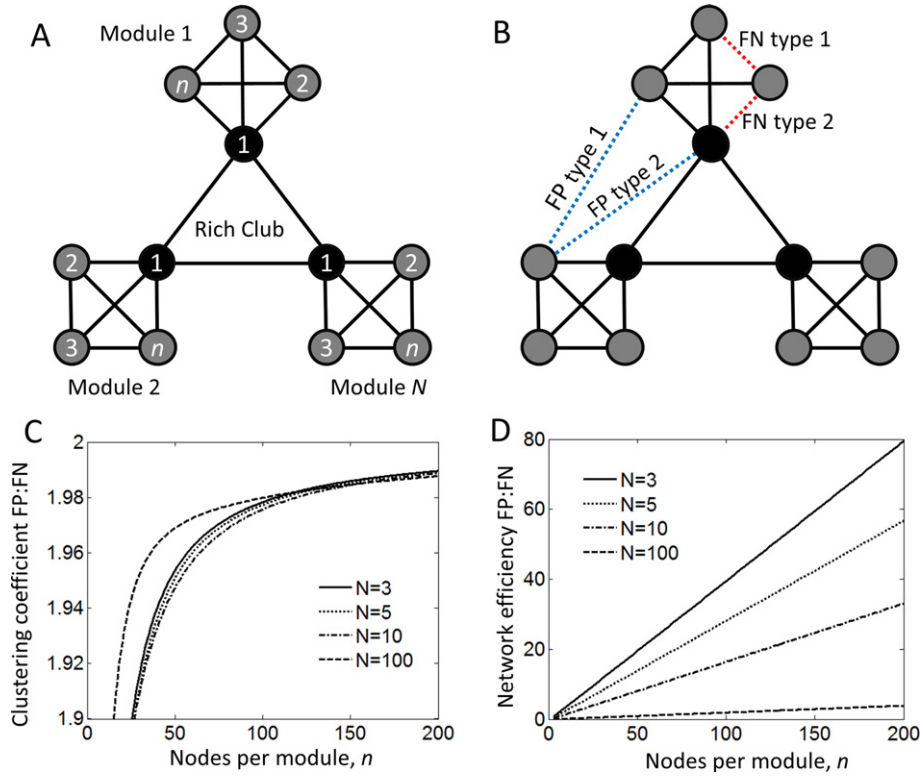 A
Module 1
3
n
2
1
Rich Club
2
1
3
n
Module 2
1
2
3
n
Module N
B
FN type 1
FN type 2
FP type 1
FP type 2
C
Clustering coefficient FP:FN
2
1.98
1.96
1.94
1.92
1.9
N=3
N=5
N=10
N=100
0
50
100
150
200
Nodes per module, n
D
Network efficiency FP:FN
80
60
40
20
0
N=3
N=5
N=10
N=100
0
50
100
150
200
Nodes per module, n